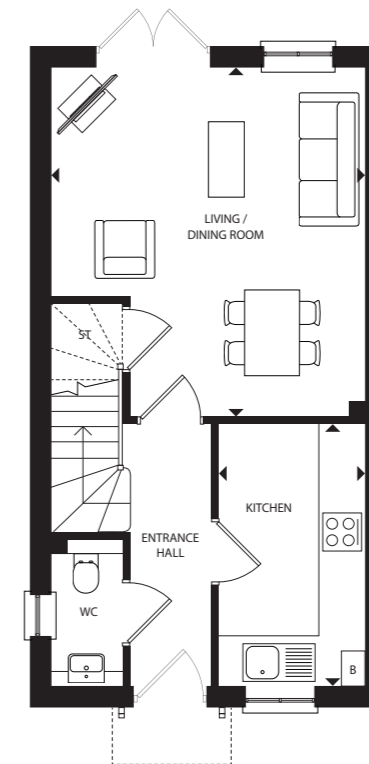 LIVING /
DINING ROOM
ST
KITCHEN
ENTRANCE
HALL
WC
B